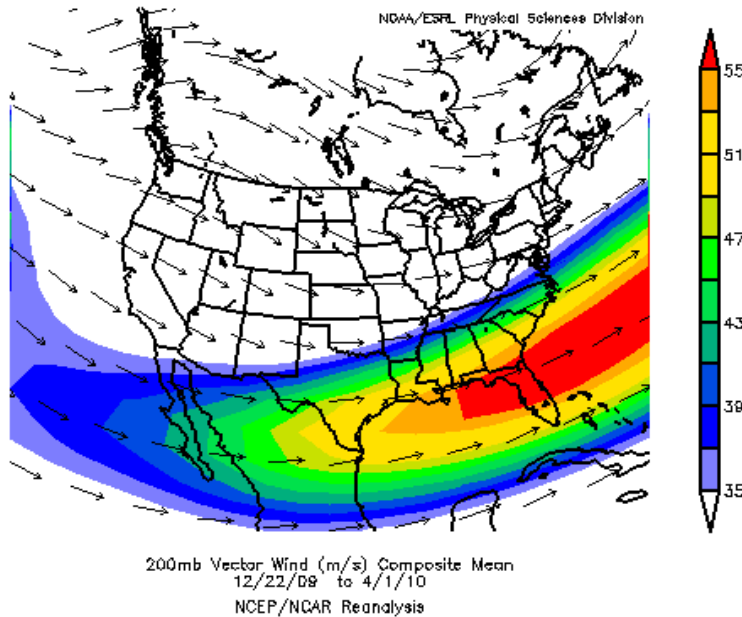 NOAA/ESRL Physical Sciences Division
55
51
47
43
39
35
200mb Vector Wind (m/s) Composite Mean
12/22/09 to 4/1/10
NCEP/NCAR Reanalysis